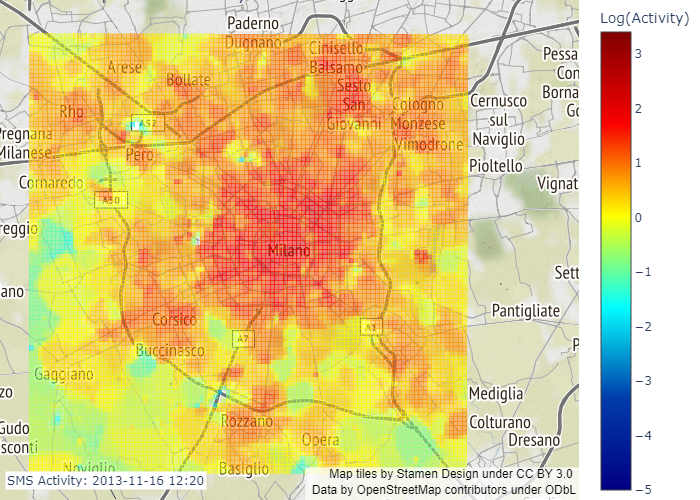 Log(Activity)
3
2
1
0
−1
−2
−3
−4
−5
Paderno
Dugnano
Cinisello
Balsamo
Arese
Bollate
Sesto
San
Giovanni
Rho
A52
Cologno
Monzese
Vimodrone
Cernusco
sul
Naviglio
Pessa
Con
Borna
Go
Pregnana
Milanese
Pero
Pioltello
Cornaredo
Vignat
A50
reggio
Milano
Sett
ano
Pantigliate
Corsico
A7
A1
Buccinasco
P
Gaggiano
zo
Mediglia
Rozzano
Colturano
Gudo
sconti
Opera
Dresano
Noviglio
Basiglio
SMS Activity: 2013-11-16 12:20
Map tiles by Stamen Design under CC BY 3.0
Data by OpenStreetMap contributors under ODbL